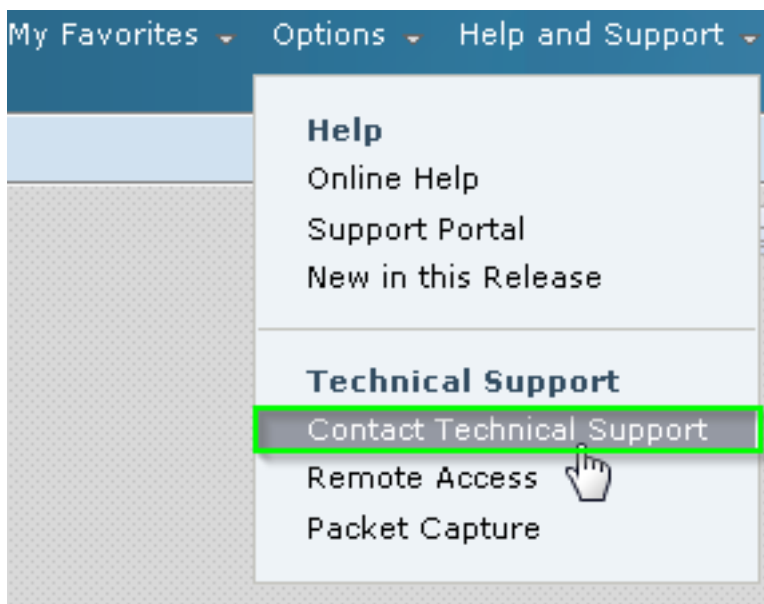 My Favorites Options Help and Support
Help
Online Help
Support Portal
New in this Release
Technical Support
Contact Technical Support
Remote Access
Packet Capture